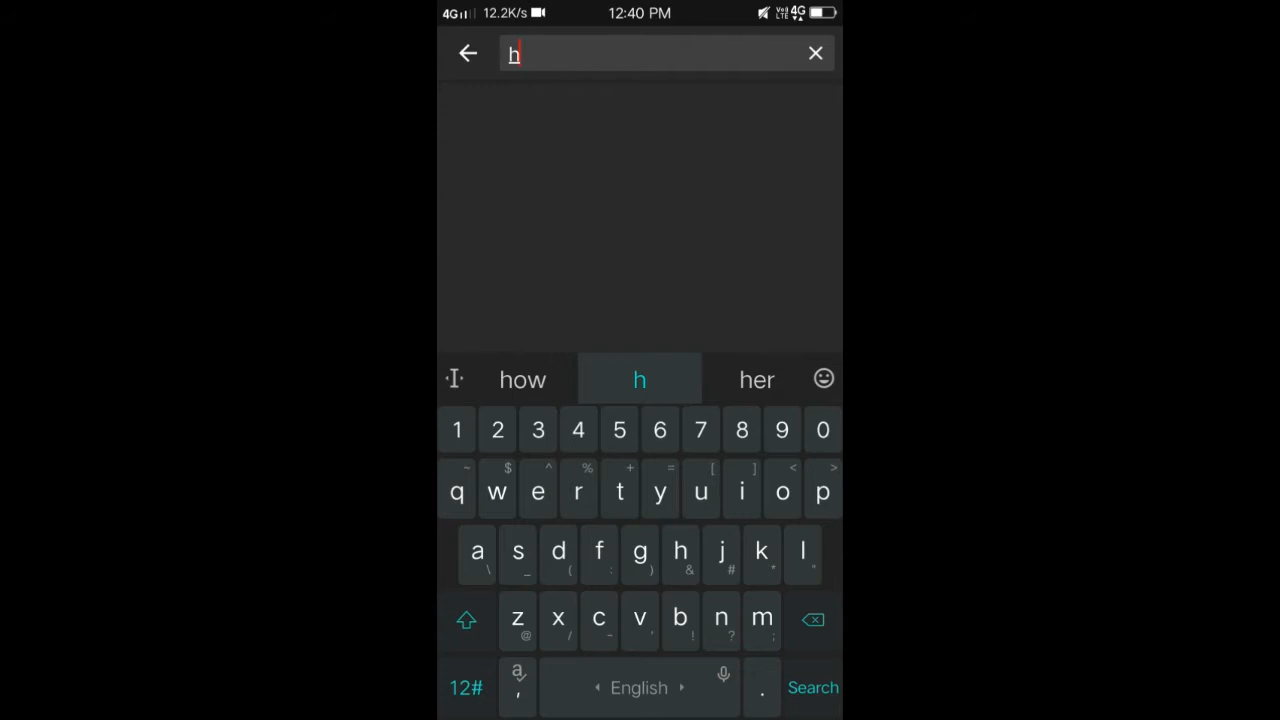 4G 12.2K/s 12:40 PM VoLTE 4G
h
how h her
1 2 3 4 5 6 7 8 9 0
~ $ ^ % + = [ ] < >
q w e r t y u i o p
a s d f g h j k l
\ _ ( : ) & # * "
z x c v b n m
@ / - ' ! ? ;
12# a , English . Search